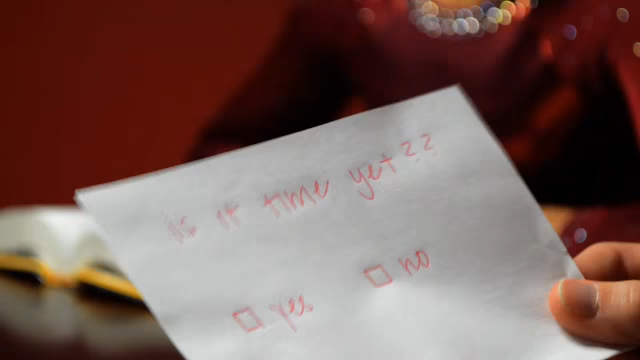 is it time yet??
☐ yes ☐ no